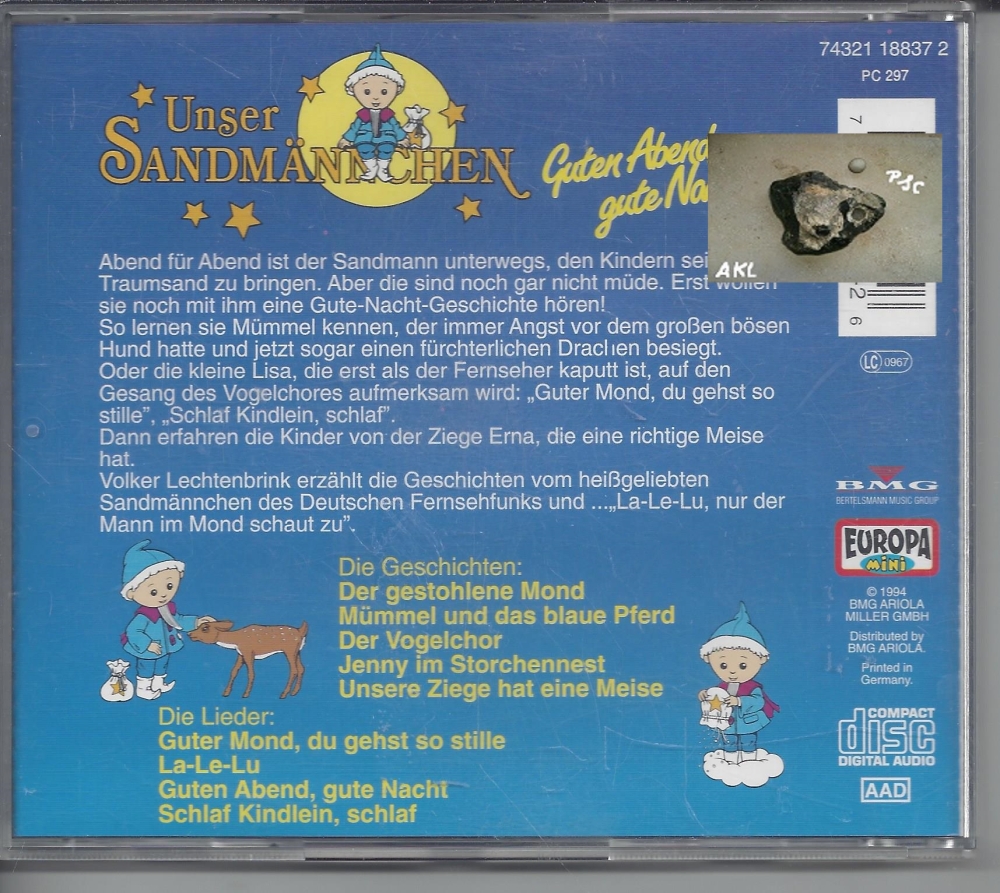 74321 18837 2
PC 297
Unser
SANDMÄNNCHEN
Guten Abend
gute
PSC
AKL
Abend für Abend ist der Sandmann unterwegs, den Kindern
Traumsand zu bringen. Aber die sind noch gar nicht müde. Erst wollen
sie noch mit ihm eine Gute-Nacht-Geschichte hören!
So lernen sie Mümmel kennen, der immer Angst vor dem großen bösen
Hund hatte und jetzt sogar einen fürchterlichen Drachen besiegt.
Oder die kleine Lisa, die erst als der Fernseher kaputt ist, auf den
Gesang des Vogelchores aufmerksam wird: „Guter Mond, du gehst so
stille”, „Schlaf Kindlein, schlaf”.
Dann erfahren die Kinder von der Ziege Erna, die eine richtige Meise
hat.
Volker Lechtenbrink erzählt die Geschichten vom heißgeliebten
Sandmännchen des Deutschen Fernsehfunks und ...„La-Le-Lu, nur der
Mann im Mond schaut zu”.
7
2 6
LC 0967
BMG
BERTELSMANN MUSIC GROUP
EUROPA
mini
© 1994
BMG ARIOLA
MILLER GMBH
Distributed by
BMG ARIOLA.
Printed in
Germany.
COMPACT
disc
DIGITAL AUDIO
AAD
Die Geschichten:
Der gestohlene Mond
Mümmel und das blaue Pferd
Der Vogelchor
Jenny im Storchennest
Unsere Ziege hat eine Meise
Die Lieder:
Guter Mond, du gehst so stille
La-Le-Lu
Guten Abend, gute Nacht
Schlaf Kindlein, schlaf